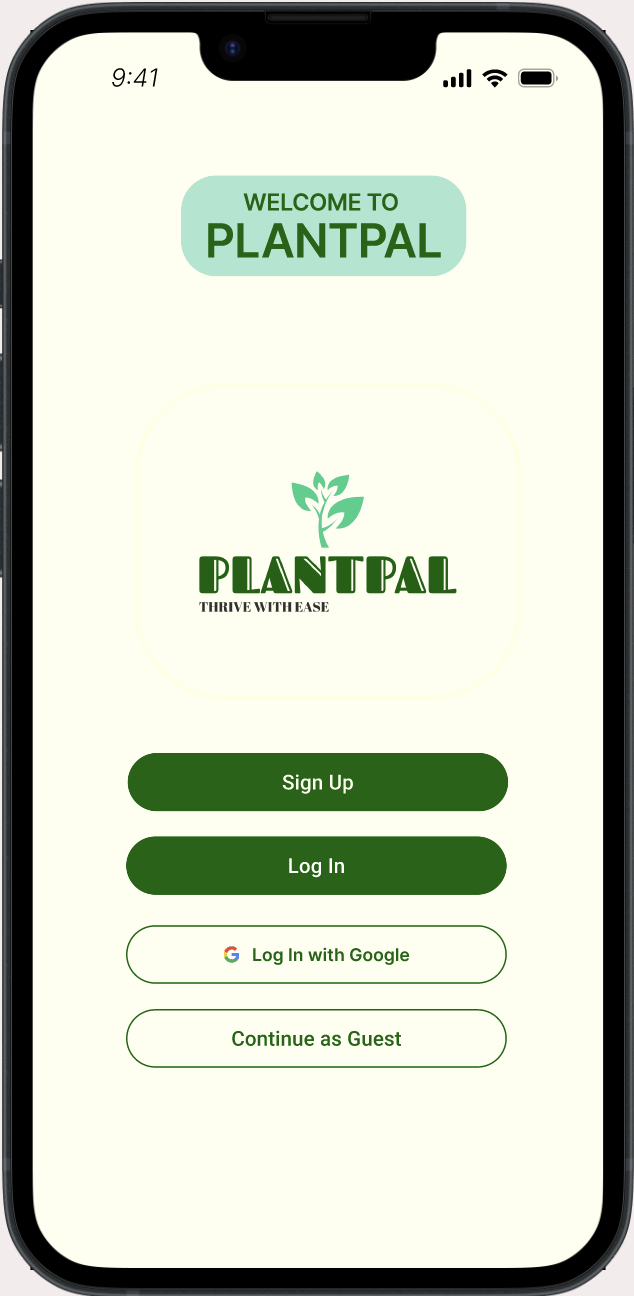 9:41
WELCOME TO
PLANTPAL
PLANTPAL
THRIVE WITH EASE
Sign Up
Log In
Log In with Google
Continue as Guest